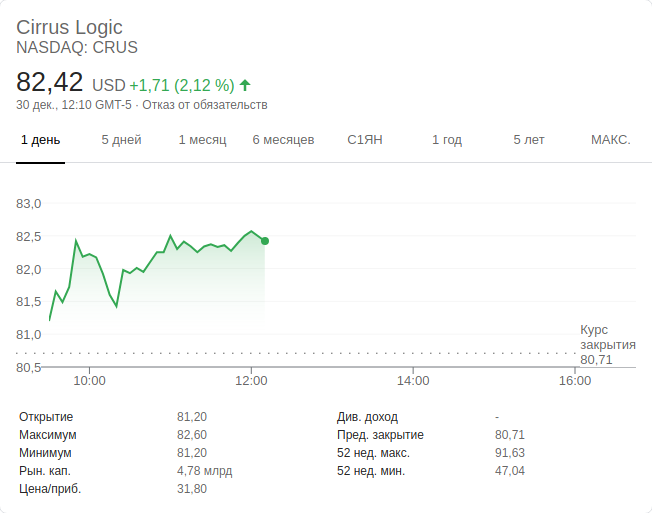 Cirrus Logic
NASDAQ: CRUS
82,42 USD +1,71 (2,12 %)
30 дек., 12:10 GMT-5 · Отказ от обязательств
1 день 5 дней 1 месяц 6 месяцев С1ЯН 1 год 5 лет МАКС.
83,0
82,5
82,0
81,5
81,0
80,5
Курс
закрытия
80,71
10:00 12:00 14:00 16:00
Открытие 81,20 Див. доход -
Максимум 82,60 Пред. закрытие 80,71
Минимум 81,20 52 нед. макс. 91,63
Рын. кап. 4,78 млрд 52 нед. мин. 47,04
Цена/приб. 31,80